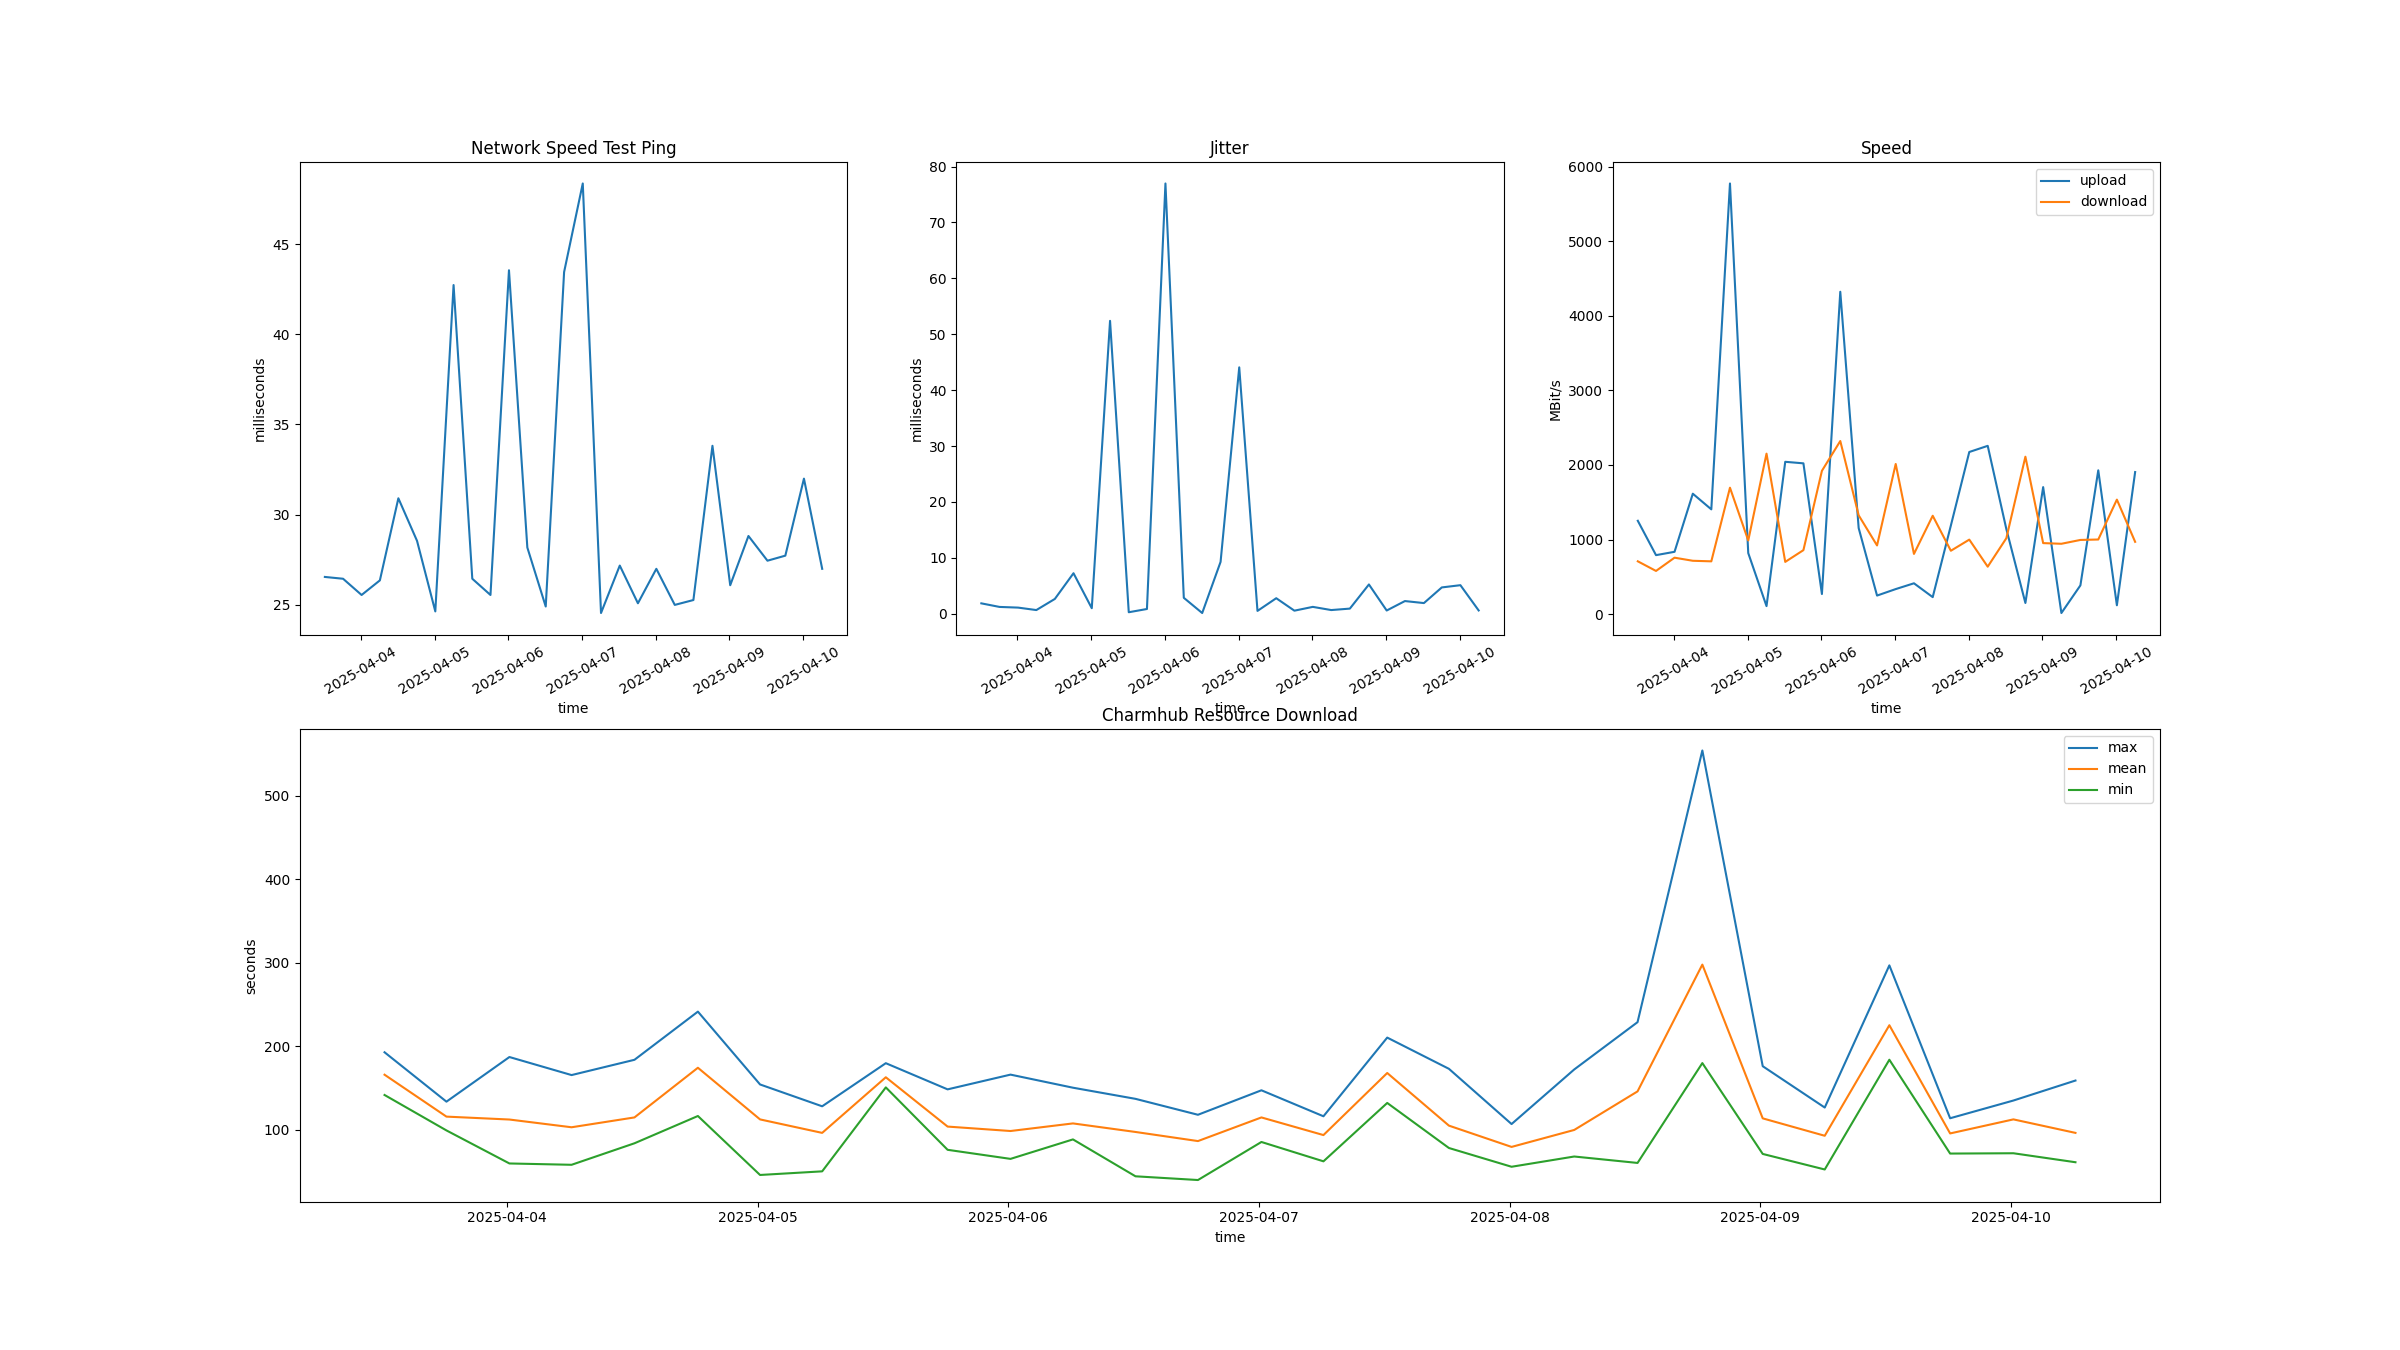 Network Speed Test Ping
milliseconds
45
40
35
30
25
2025-04-04 2025-04-05 2025-04-06 2025-04-07 2025-04-08 2025-04-09 2025-04-10
time
Jitter
milliseconds
80
70
60
50
40
30
20
10
0
2025-04-04 2025-04-05 2025-04-06 2025-04-07 2025-04-08 2025-04-09 2025-04-10
time
Speed
MBit/s
6000
5000
4000
3000
2000
1000
0
upload
download
2025-04-04 2025-04-05 2025-04-06 2025-04-07 2025-04-08 2025-04-09 2025-04-10
time
Charmhub Resource Download
seconds
500
400
300
200
100
max
mean
min
2025-04-04 2025-04-05 2025-04-06 2025-04-07 2025-04-08 2025-04-09 2025-04-10
time